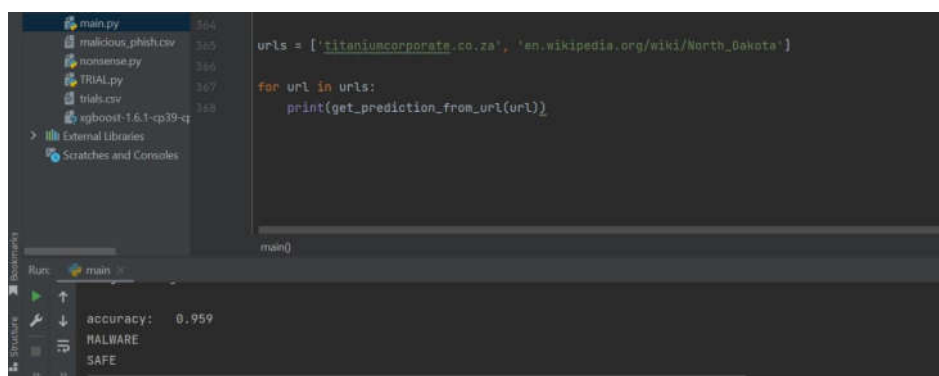 main.py
malicious_phish.csv
nonsense.py
TRIAL.py
trials.csv
xgboost-1.6.1-cp39-cp
External Libraries
Scratches and Consoles
364
365 urls = ['titaniumcorporate.co.za', 'en.wikipedia.org/wiki/North_Dakota']
366
367 for url in urls:
368 print(get_prediction_from_url(url))
main()
Bookmarks
Structure
Run: main
accuracy: 0.959
MALWARE
SAFE